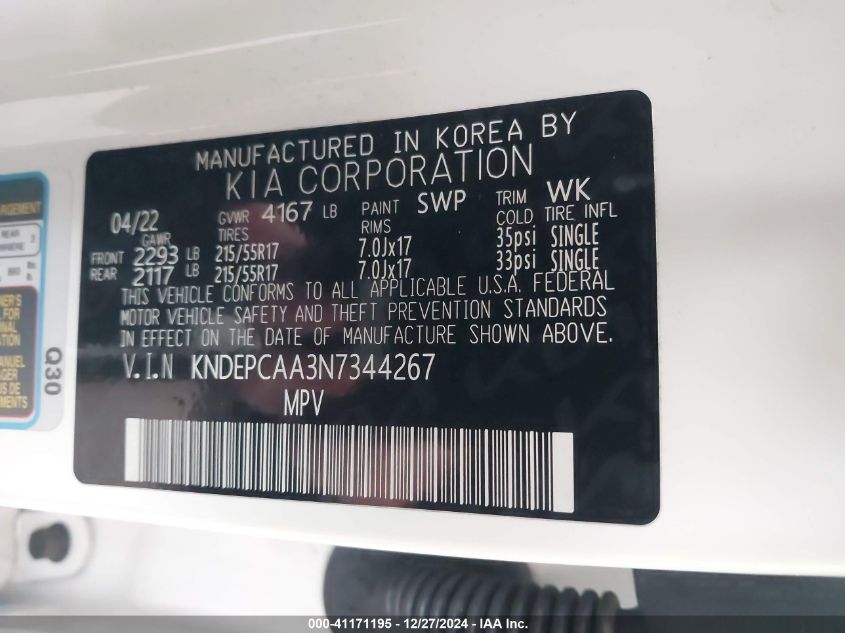 MANUFACTURED IN KOREA BY
KIA CORPORATION
04/22 GVWR 4167 LB PAINT SWP TRIM WK
GAWR TIRES RIMS COLD TIRE INFL
FRONT 2293 LB 215/55R17 7.0Jx17 35psi SINGLE
REAR 2117 LB 215/55R17 7.0Jx17 33psi SINGLE
THIS VEHICLE CONFORMS TO ALL APPLICABLE U.S.A. FEDERAL
MOTOR VEHICLE SAFETY AND THEFT PREVENTION STANDARDS
IN EFFECT ON THE DATE OF MANUFACTURE SHOWN ABOVE.
V.I.N KNDEPCAA3N7344267
MPV
REAR
FOR
Q30
000-41171195 - 12/27/2024 - IAA Inc.